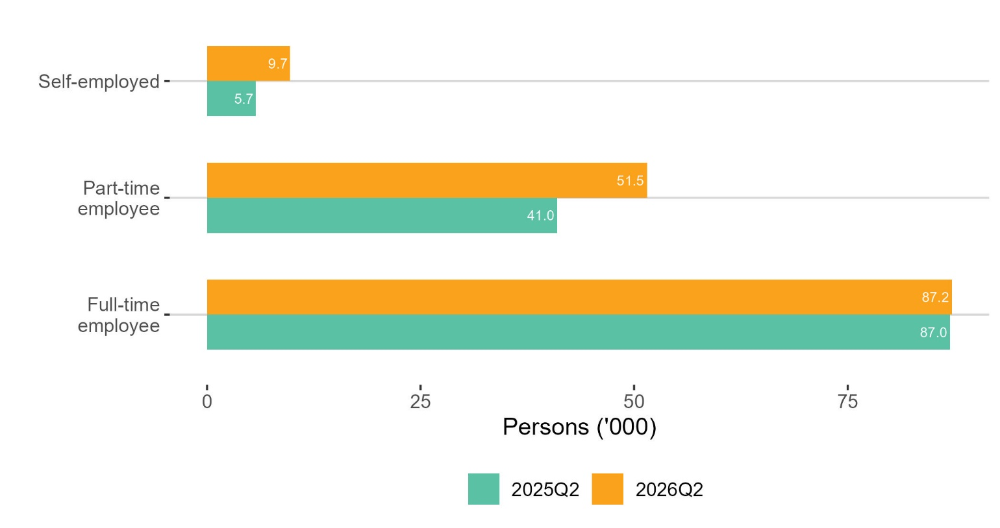 Self-employed
9.7
5.7
Part-time
employee
51.5
41.0
Full-time
employee
87.2
87.0
0 25 50 75
Persons ('000)
2025Q2 2026Q2